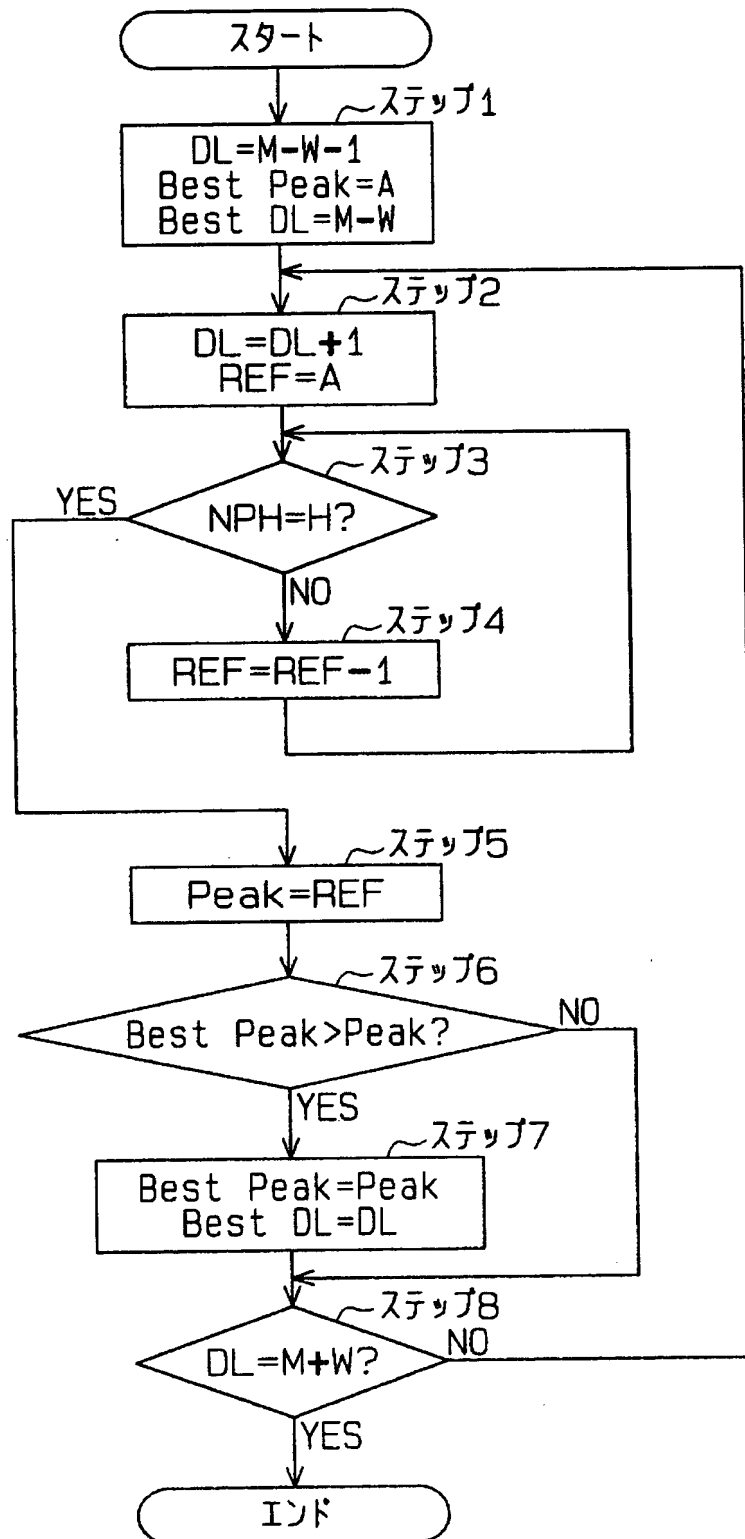 スタート
ステップ1
DL=M-W-1
Best Peak=A
Best DL=M-W
ステップ2
DL=DL+1
REF=A
ステップ3
YES
NPH=H?
NO
ステップ4
REF=REF-1
ステップ5
Peak=REF
ステップ6
Best Peak>Peak?
NO
YES
ステップ7
Best Peak=Peak
Best DL=DL
ステップ8
DL=M+W?
NO
YES
エンド